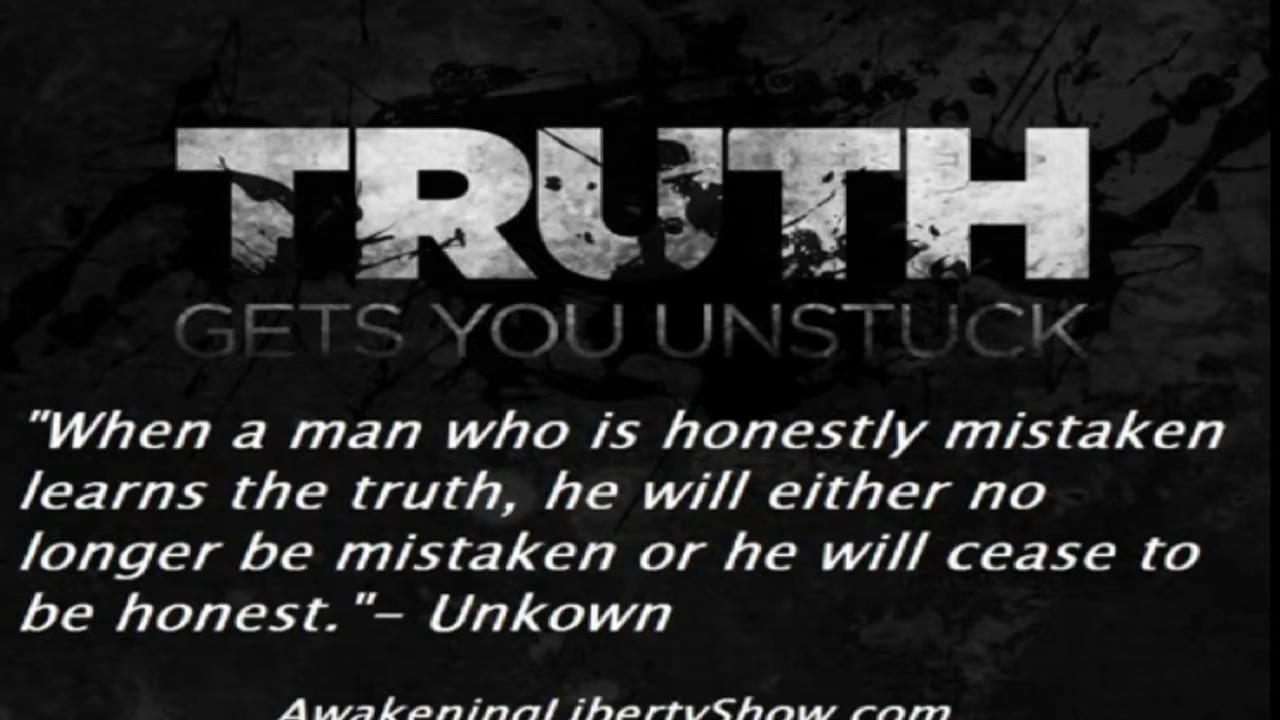 TRUTH
GETS YOU UNSTUCK
"When a man who is honestly mistaken
learns the truth, he will either no
longer be mistaken or he will cease to
be honest."– Unkown
AwakeningLibertyShow.com